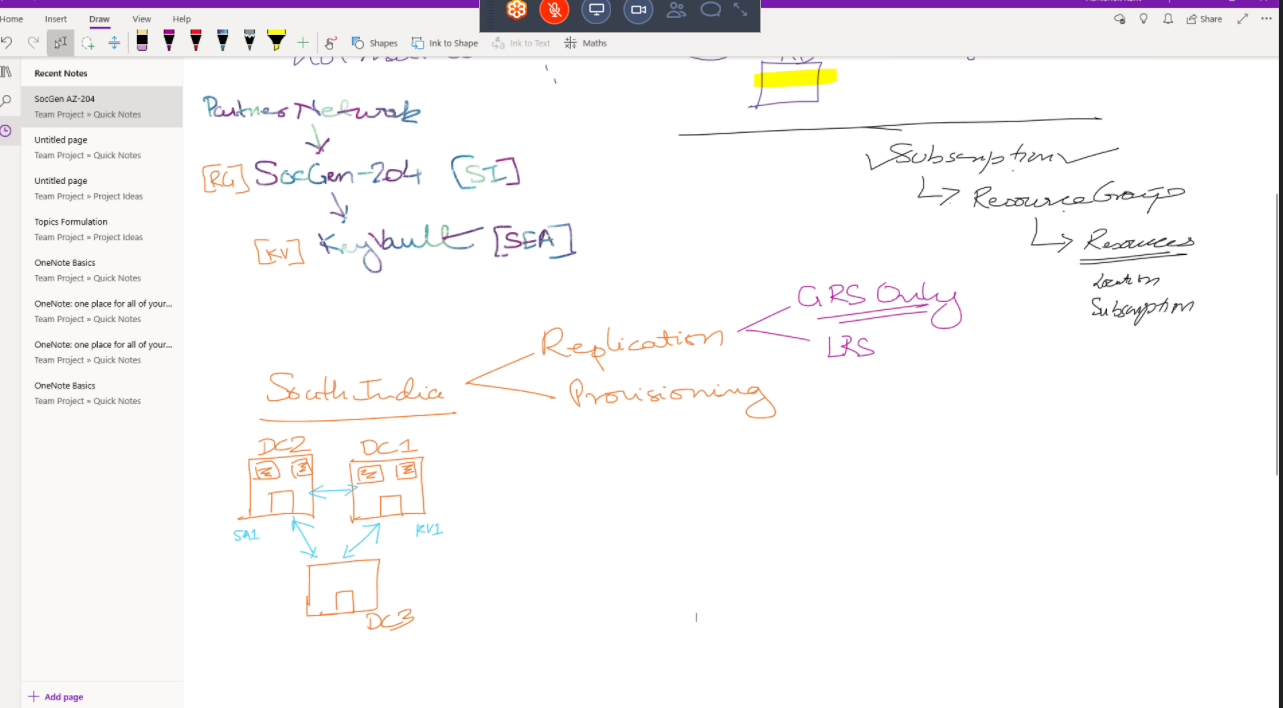 Home Insert Draw View Help
Share
Shapes Ink to Shape Ink to Text Maths
Recent Notes
SocGen AZ-204
Team Project » Quick Notes
Untitled page
Team Project » Quick Notes
Untitled page
Team Project » Project Ideas
Topics Formulation
Team Project » Project Ideas
OneNote Basics
Team Project » Quick Notes
OneNote: one place for all of your...
Team Project » Quick Notes
OneNote: one place for all of your...
Team Project » Quick Notes
OneNote Basics
Team Project » Quick Notes
Add page
Partner Network
[RG] SocGen-204 [SI]
[KV] KeyVault [SEA]
Subscription
Resource Groups
Resources
Location
Subscription
South India
Replication
Provisioning
GRS Only
LRS
DC2 DC1
SA1 KV1
DC3